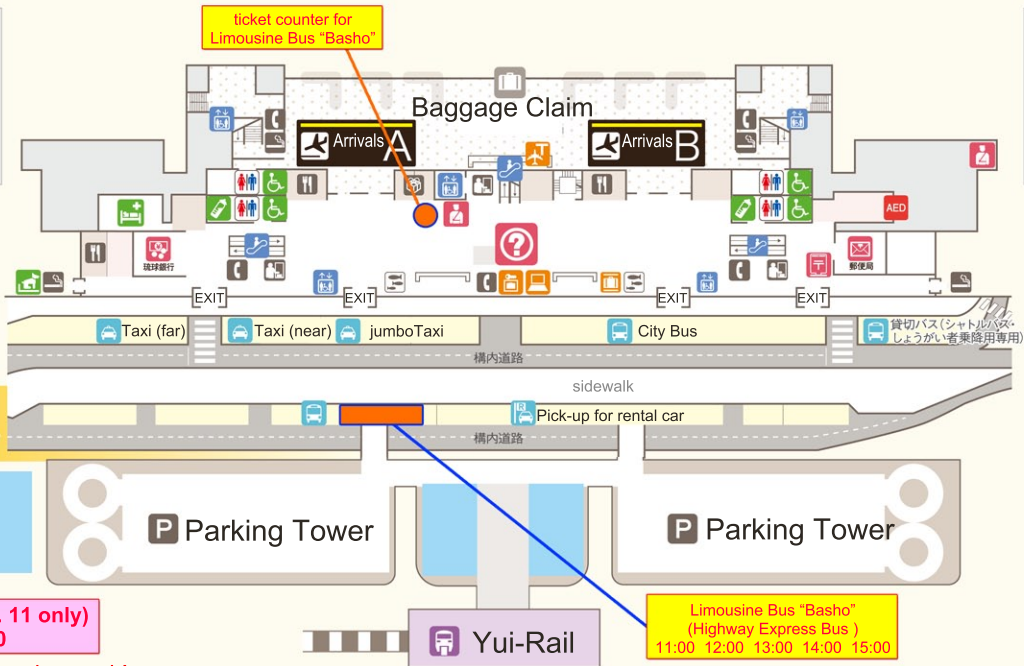 ticket counter for
Limousine Bus “Basho”
Baggage Claim
Arrivals A
Arrivals B
AED
琉球銀行
郵便局
EXIT
EXIT
EXIT
EXIT
Taxi (far)
Taxi (near)
jumboTaxi
City Bus
貸切バス(シャトルバス・
しょうがい者乗降用専用)
構内道路
sidewalk
Pick-up for rental car
構内道路
P Parking Tower
P Parking Tower
11 only)
0
Yui-Rail
Limousine Bus “Basho”
(Highway Express Bus )
11:00 12:00 13:00 14:00 15:00